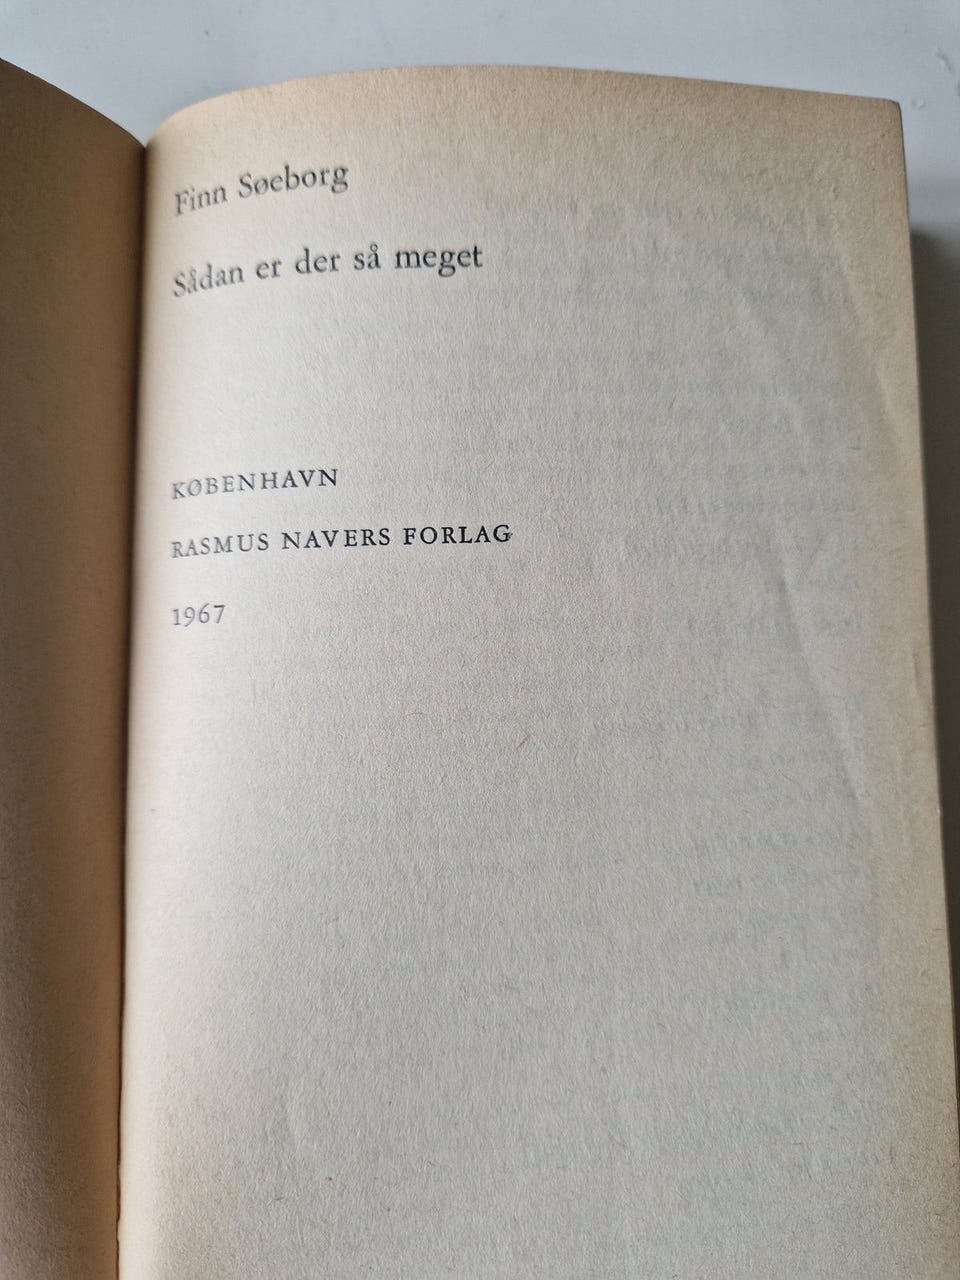 Finn Søeborg
Sådan er der så meget
KØBENHAVN
RASMUS NAVERS FORLAG
1967